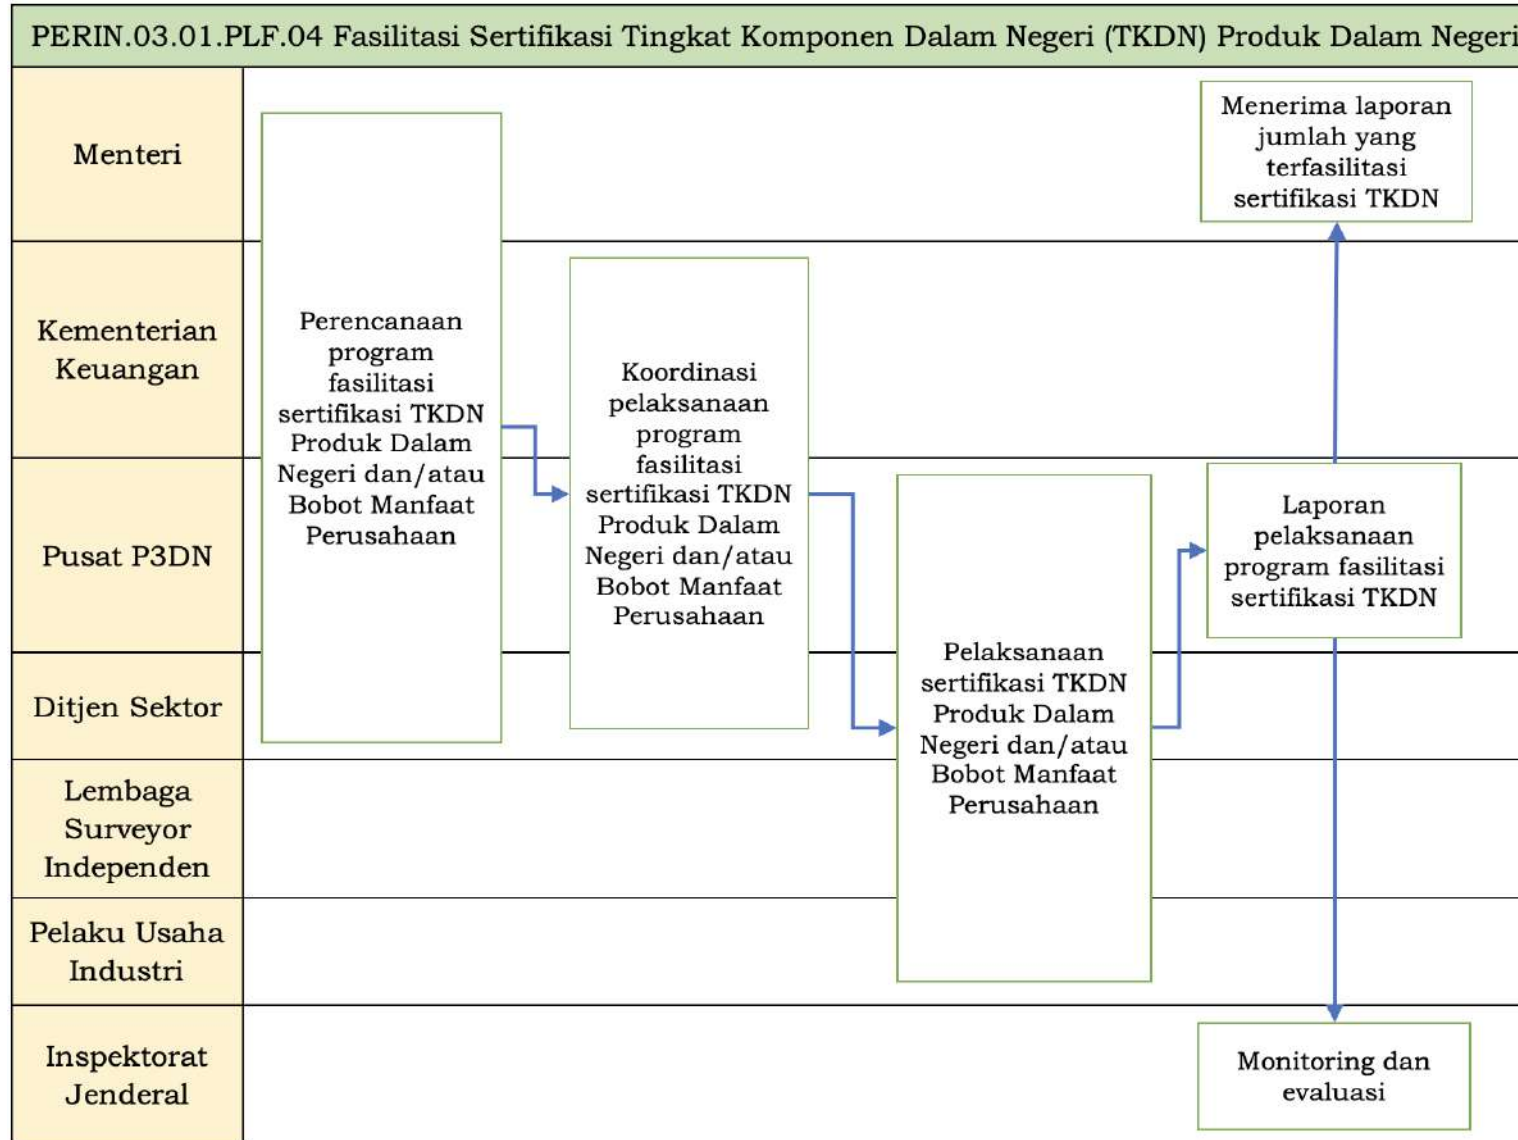 PERIN.03.01.PLF.04 Fasilitasi Sertifikasi Tingkat Komponen Dalam Negeri (TKDN) Produk Dalam Negeri
Menteri
Kementerian
Keuangan
Pusat P3DN
Ditjen Sektor
Lembaga
Surveyor
Independen
Pelaku Usaha
Industri
Inspektorat
Jenderal
Perencanaan
program
fasilitasi
sertifikasi TKDN
Produk Dalam
Negeri dan/atau
Bobot Manfaat
Perusahaan
Koordinasi
pelaksanaan
program
fasilitasi
sertifikasi TKDN
Produk Dalam
Negeri dan/atau
Bobot Manfaat
Perusahaan
Pelaksanaan
sertifikasi TKDN
Produk Dalam
Negeri dan/atau
Bobot Manfaat
Perusahaan
Laporan
pelaksanaan
program fasilitasi
sertifikasi TKDN
Menerima laporan
jumlah yang
terfasilitasi
sertifikasi TKDN
Monitoring dan
evaluasi